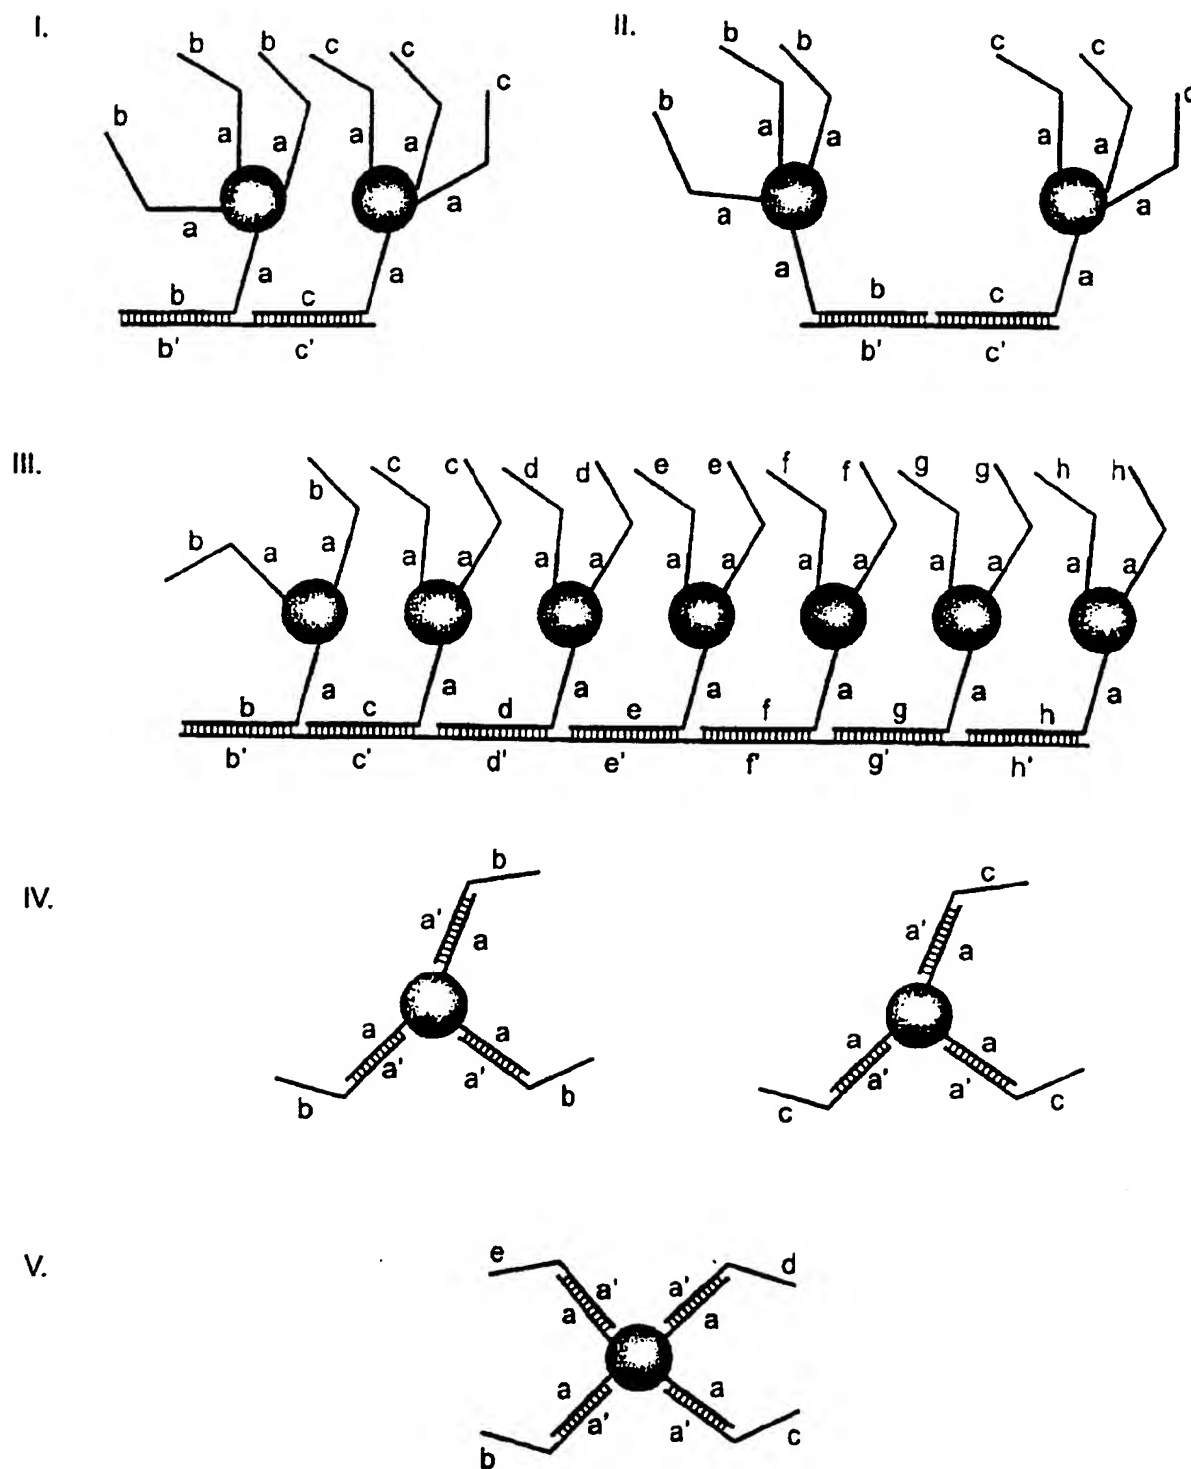 I.
b b c c c
b
a a a a
a a
a a
b c
b' c'
II.
b b c c
b c
a a a a
a a
a a
b c
b' c'
III.
b c c d d e e f f g g h h
b a a a a a a a a a a a a a a
a a a a a a a
b c d e f g h
b' c' d' e' f' g' h'
IV.
b c
a' a a' a
a a a a
a' a' a' a'
b b c c
V.
e d
a' a'
a a
a a
a' a'
b c